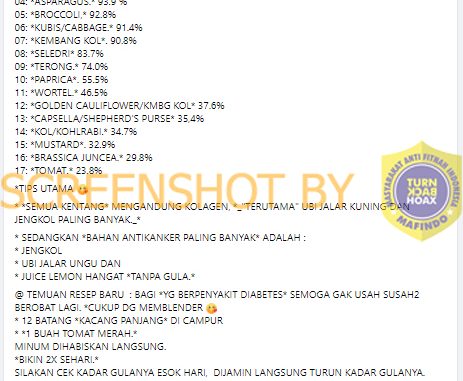 04: *ASPARAGUS.* 93.9 %
05: *BROCCOLI,* 92.8%
06: *KUBIS/CABBAGE.* 91.4%
07: *KEMBANG KOL*. 90.8%
08: *SELEDRI* 83.7%
09: *TERONG.* 74.0%
10: *PAPRICA*. 55.5%
11: *WORTEL.* 46.5%
12: *GOLDEN CAULIFLOWER/KMBG KOL* 37.6%
13: *CAPSELLA/SHEPHERD'S PURSE* 35,4%
14: *KOL/KOHLRABI.* 34.7%
15: *MUSTARD*. 32.9%
16: *BRASSICA JUNCEA.* 29.8%
17: *TOMAT.* 23.8%
*TIPS UTAMA 😋
* *SEMUA KENTANG* MENGANDUNG KOLAGEN, *_"TERUTAMA" UBI JALAR KUNING DAN
JENGKOL PALING BANYAK._*
* SEDANGKAN *BAHAN ANTIKANKER PALING BANYAK* ADALAH :
* JENGKOL
* UBI JALAR UNGU DAN
* JUICE LEMON HANGAT *TANPA GULA.*
@ TEMUAN RESEP BARU : BAGI *YG BERPENYAKIT DIABETES* SEMOGA GAK USAH SUSAH2
BEROBAT LAGI. *CUKUP DG MEMBLENDER 😋
* 12 BATANG *KACANG PANJANG* DI CAMPUR
* *1 BUAH TOMAT MERAH.*
MINUM DIHABISKAN LANGSUNG.
*BIKIN 2X SEHARI.*
SILAKAN CEK KADAR GULANYA ESOK HARI, DIJAMIN LANGSUNG TURUN KADAR GULANYA.
SCREENSHOT BY
MASYARAKAT ANTI FITNAH INDONESIA
TURN
BACK
HOAX
MAFINDO